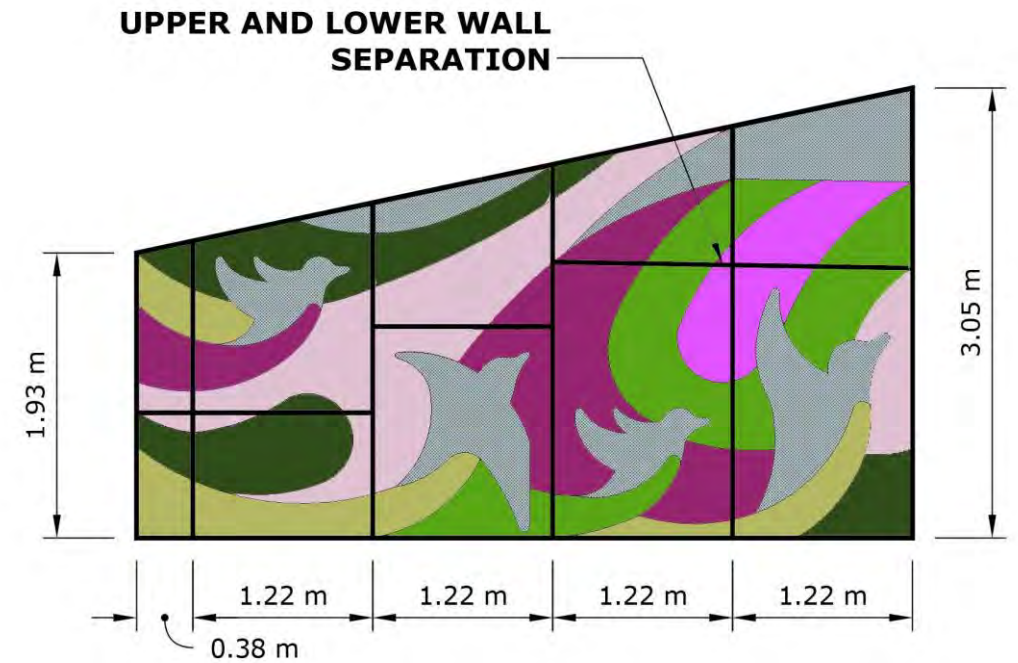 UPPER AND LOWER WALL
SEPARATION
1.93 m
3.05 m
1.22 m
1.22 m
1.22 m
1.22 m
0.38 m